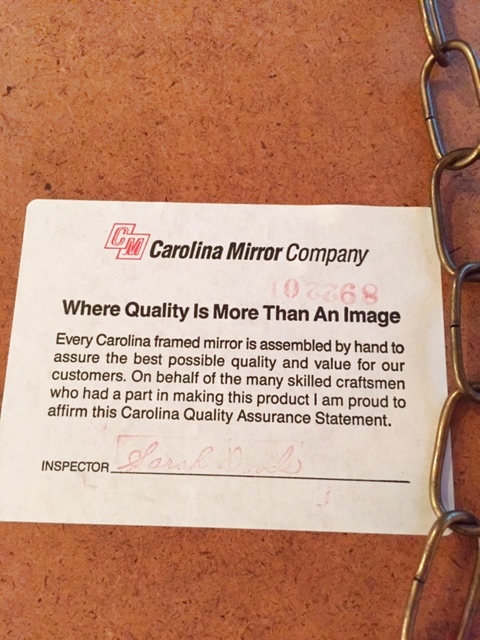 CM Carolina Mirror Company
Where Quality Is More Than An Image
Every Carolina framed mirror is assembled by hand to
assure the best possible quality and value for our
customers. On behalf of the many skilled craftsmen
who had a part in making this product I am proud to
affirm this Carolina Quality Assurance Statement.
INSPECTOR Sarah